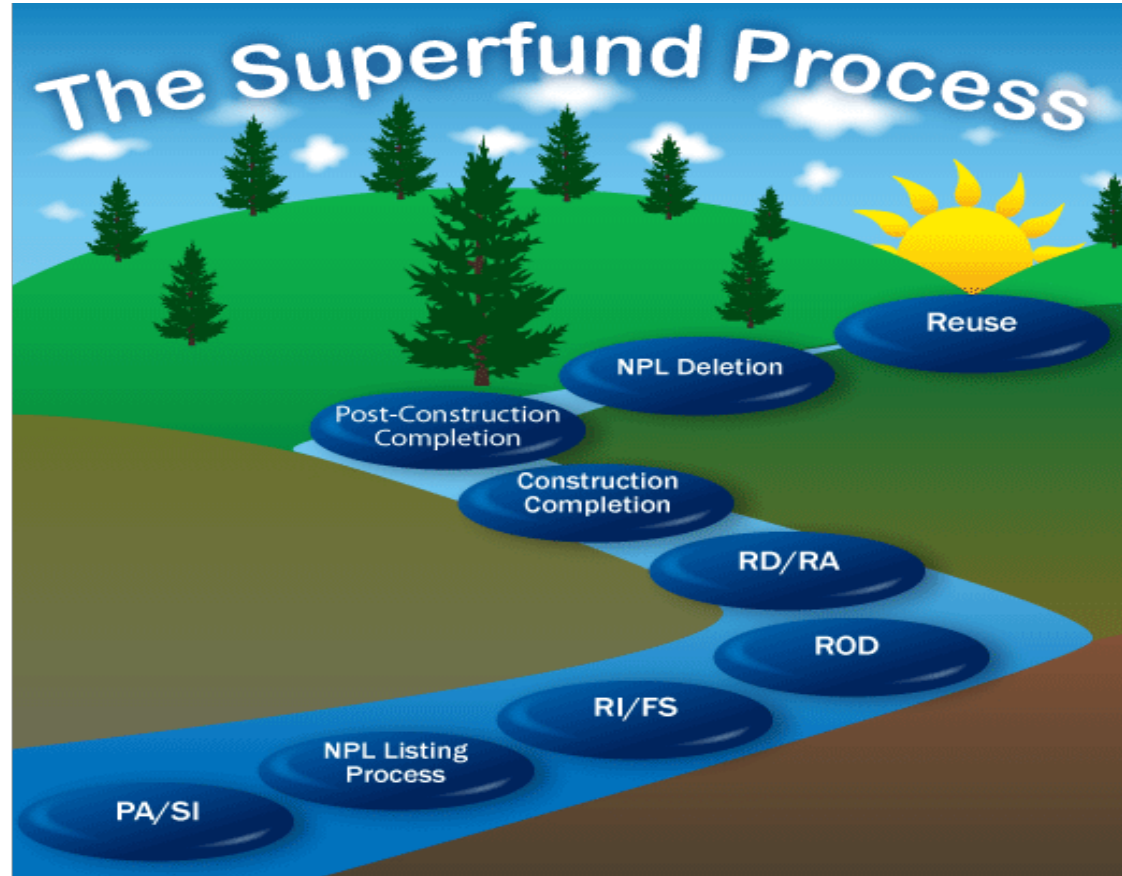 The Superfund Process
Reuse
NPL Deletion
Post-Construction
Completion
Construction
Completion
RD/RA
ROD
RI/FS
NPL Listing
Process
PA/SI